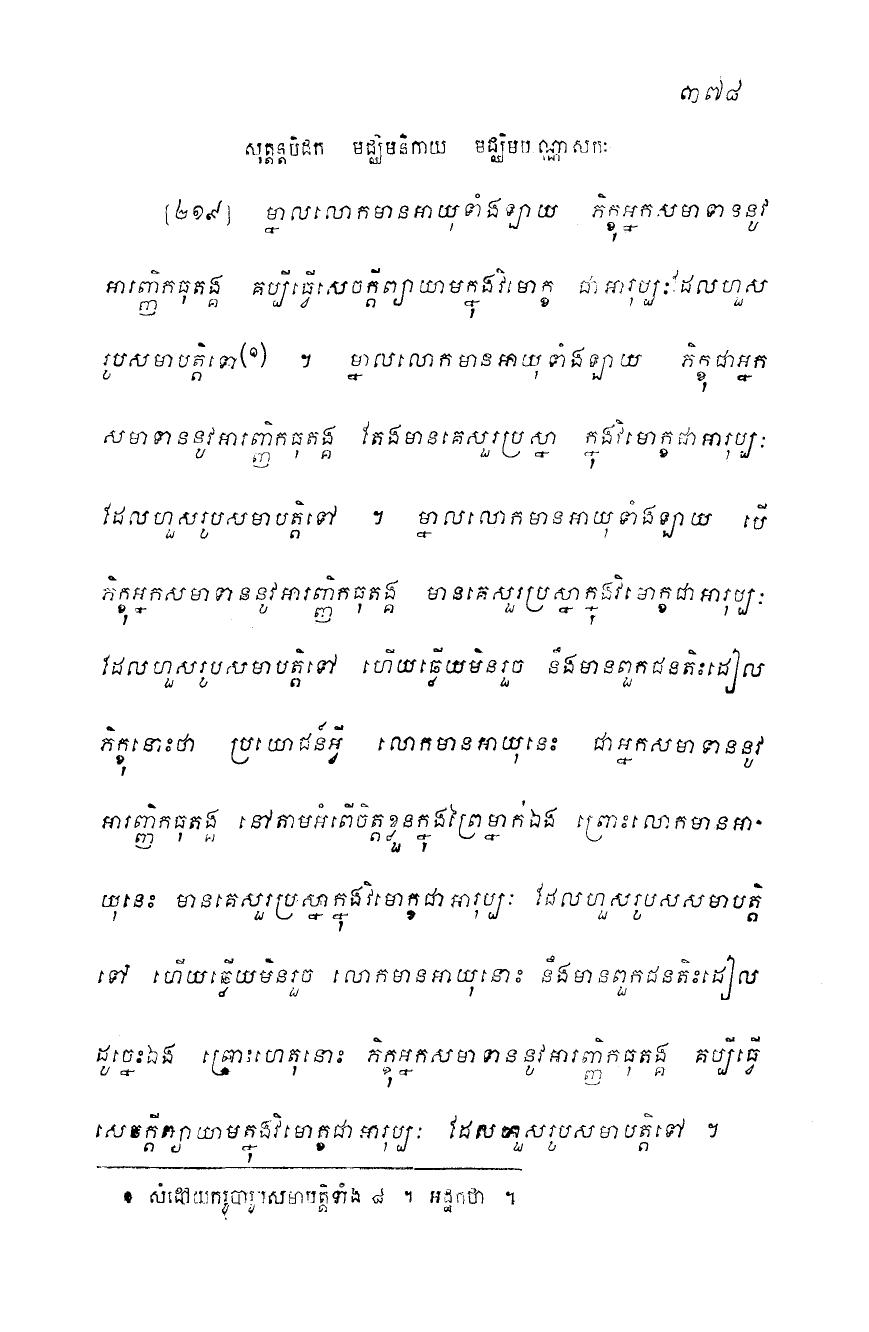 ៣៧៨
សុត្តន្តបិដក មជ្ឈិមនិកាយ មជ្ឈិមបណ្ណាសកៈ
[២១៩] ម្នាលលោកមានអាយុទាំងឡាយ ភិក្ខុអ្នកសមាទាននូវ
អារញ្ញិកធុតង្គ គប្បីធ្វើសេចក្តីព្យាយាមក្នុងវិមោក្ខ ជាអារុប្បៈដែលហួស
រូបសមាបត្តិទៅ(១) ។ ម្នាលលោកមានអាយុទាំងឡាយ ភិក្ខុជាអ្នក
សមាទាននូវអារញ្ញិកធុតង្គ តែងមានគេសួរប្រស្នា ក្នុងវិមោក្ខជាអារុប្បៈ
ដែលហួសរូបសមាបត្តិទៅ ។ ម្នាលលោកមានអាយុទាំងឡាយ បើ
ភិក្ខុអ្នកសមាទាននូវអារញ្ញិកធុតង្គ មានគេសួរប្រស្នាក្នុងវិមោក្ខជាអារុប្បៈ
ដែលហួសរូបសមាបត្តិទៅ ហើយឆ្លើយមិនរួច នឹងមានពួកជនតិះដៀល
ភិក្ខុនោះថា ប្រយោជន៍អ្វី លោកមានអាយុនេះ ជាអ្នកសមាទាននូវ
អារញ្ញិកធុតង្គ នៅតាមអំពើចិត្តខ្លួនក្នុងព្រៃម្នាក់ឯង ព្រោះលោកមានអា-
យុនេះ មានគេសួរប្រស្នាក្នុងវិមោក្ខជាអារុប្បៈ ដែលហួសរូបសសមាបត្តិ
ទៅ ហើយឆ្លើយមិនរួច លោកមានអាយុនោះ នឹងមានពួកជនតិះដៀល
ដូច្នេះឯង ព្រោះហេតុនោះ ភិក្ខុអ្នកសមាទាននូវអារញ្ញិកធុតង្គ គប្បីធ្វើ
សេចក្តីព្យាយាមក្នុងវិមោក្ខជាអារុប្បៈ ដែលហួសរូបសមាបត្តិទៅ ។
១ សំដៅយករូបារូបសមាបត្តិទាំង ៨ ។ អដ្ឋកថា ។